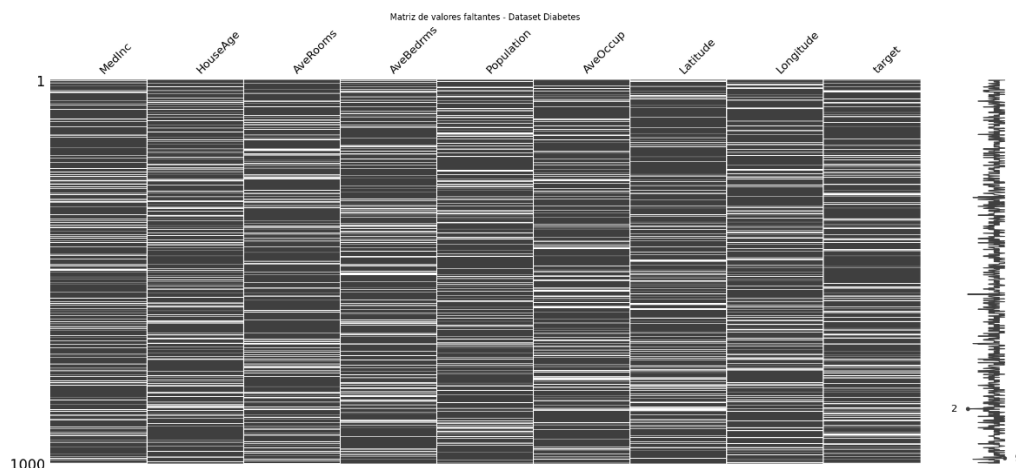 Matriz de valores faltantes - Dataset Diabetes
MedInc HouseAge AveRooms AveBedrms Population AveOccup Latitude Longitude target
1
2
1000